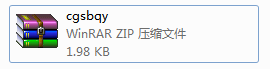 cgsbqy
WinRAR ZIP 压缩文件
1.98 KB